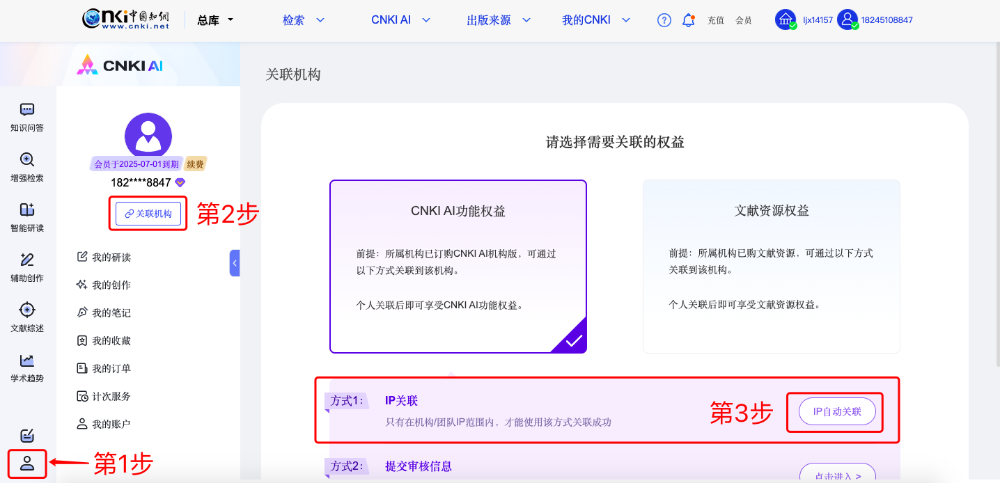 cnki中国知网
www.cnki.net
总库
检索
CNKI AI
出版来源
我的CNKI
充值
会员
ljx14157
18245108847
CNKI AI
知识问答
增强检索
智能研读
辅助创作
文献综述
学术趋势
会员于2025-07-01到期
续费
182****8847
关联机构
第2步
我的研读
我的创作
我的笔记
我的收藏
我的订单
计次服务
我的账户
第1步
关联机构
请选择需要关联的权益
CNKI AI功能权益
前提：所属机构已订购CNKI AI机构版，可通过
以下方式关联到该机构。
个人关联后即可享受CNKI AI功能权益。
文献资源权益
前提：所属机构已购文献资源，可通过以下方式
关联到该机构。
个人关联后即可享受文献资源权益。
方式1：
IP关联
只有在机构/团队IP范围内，才能使用该方式关联成功
第3步
IP自动关联
方式2：
提交审核信息
点击进入 >